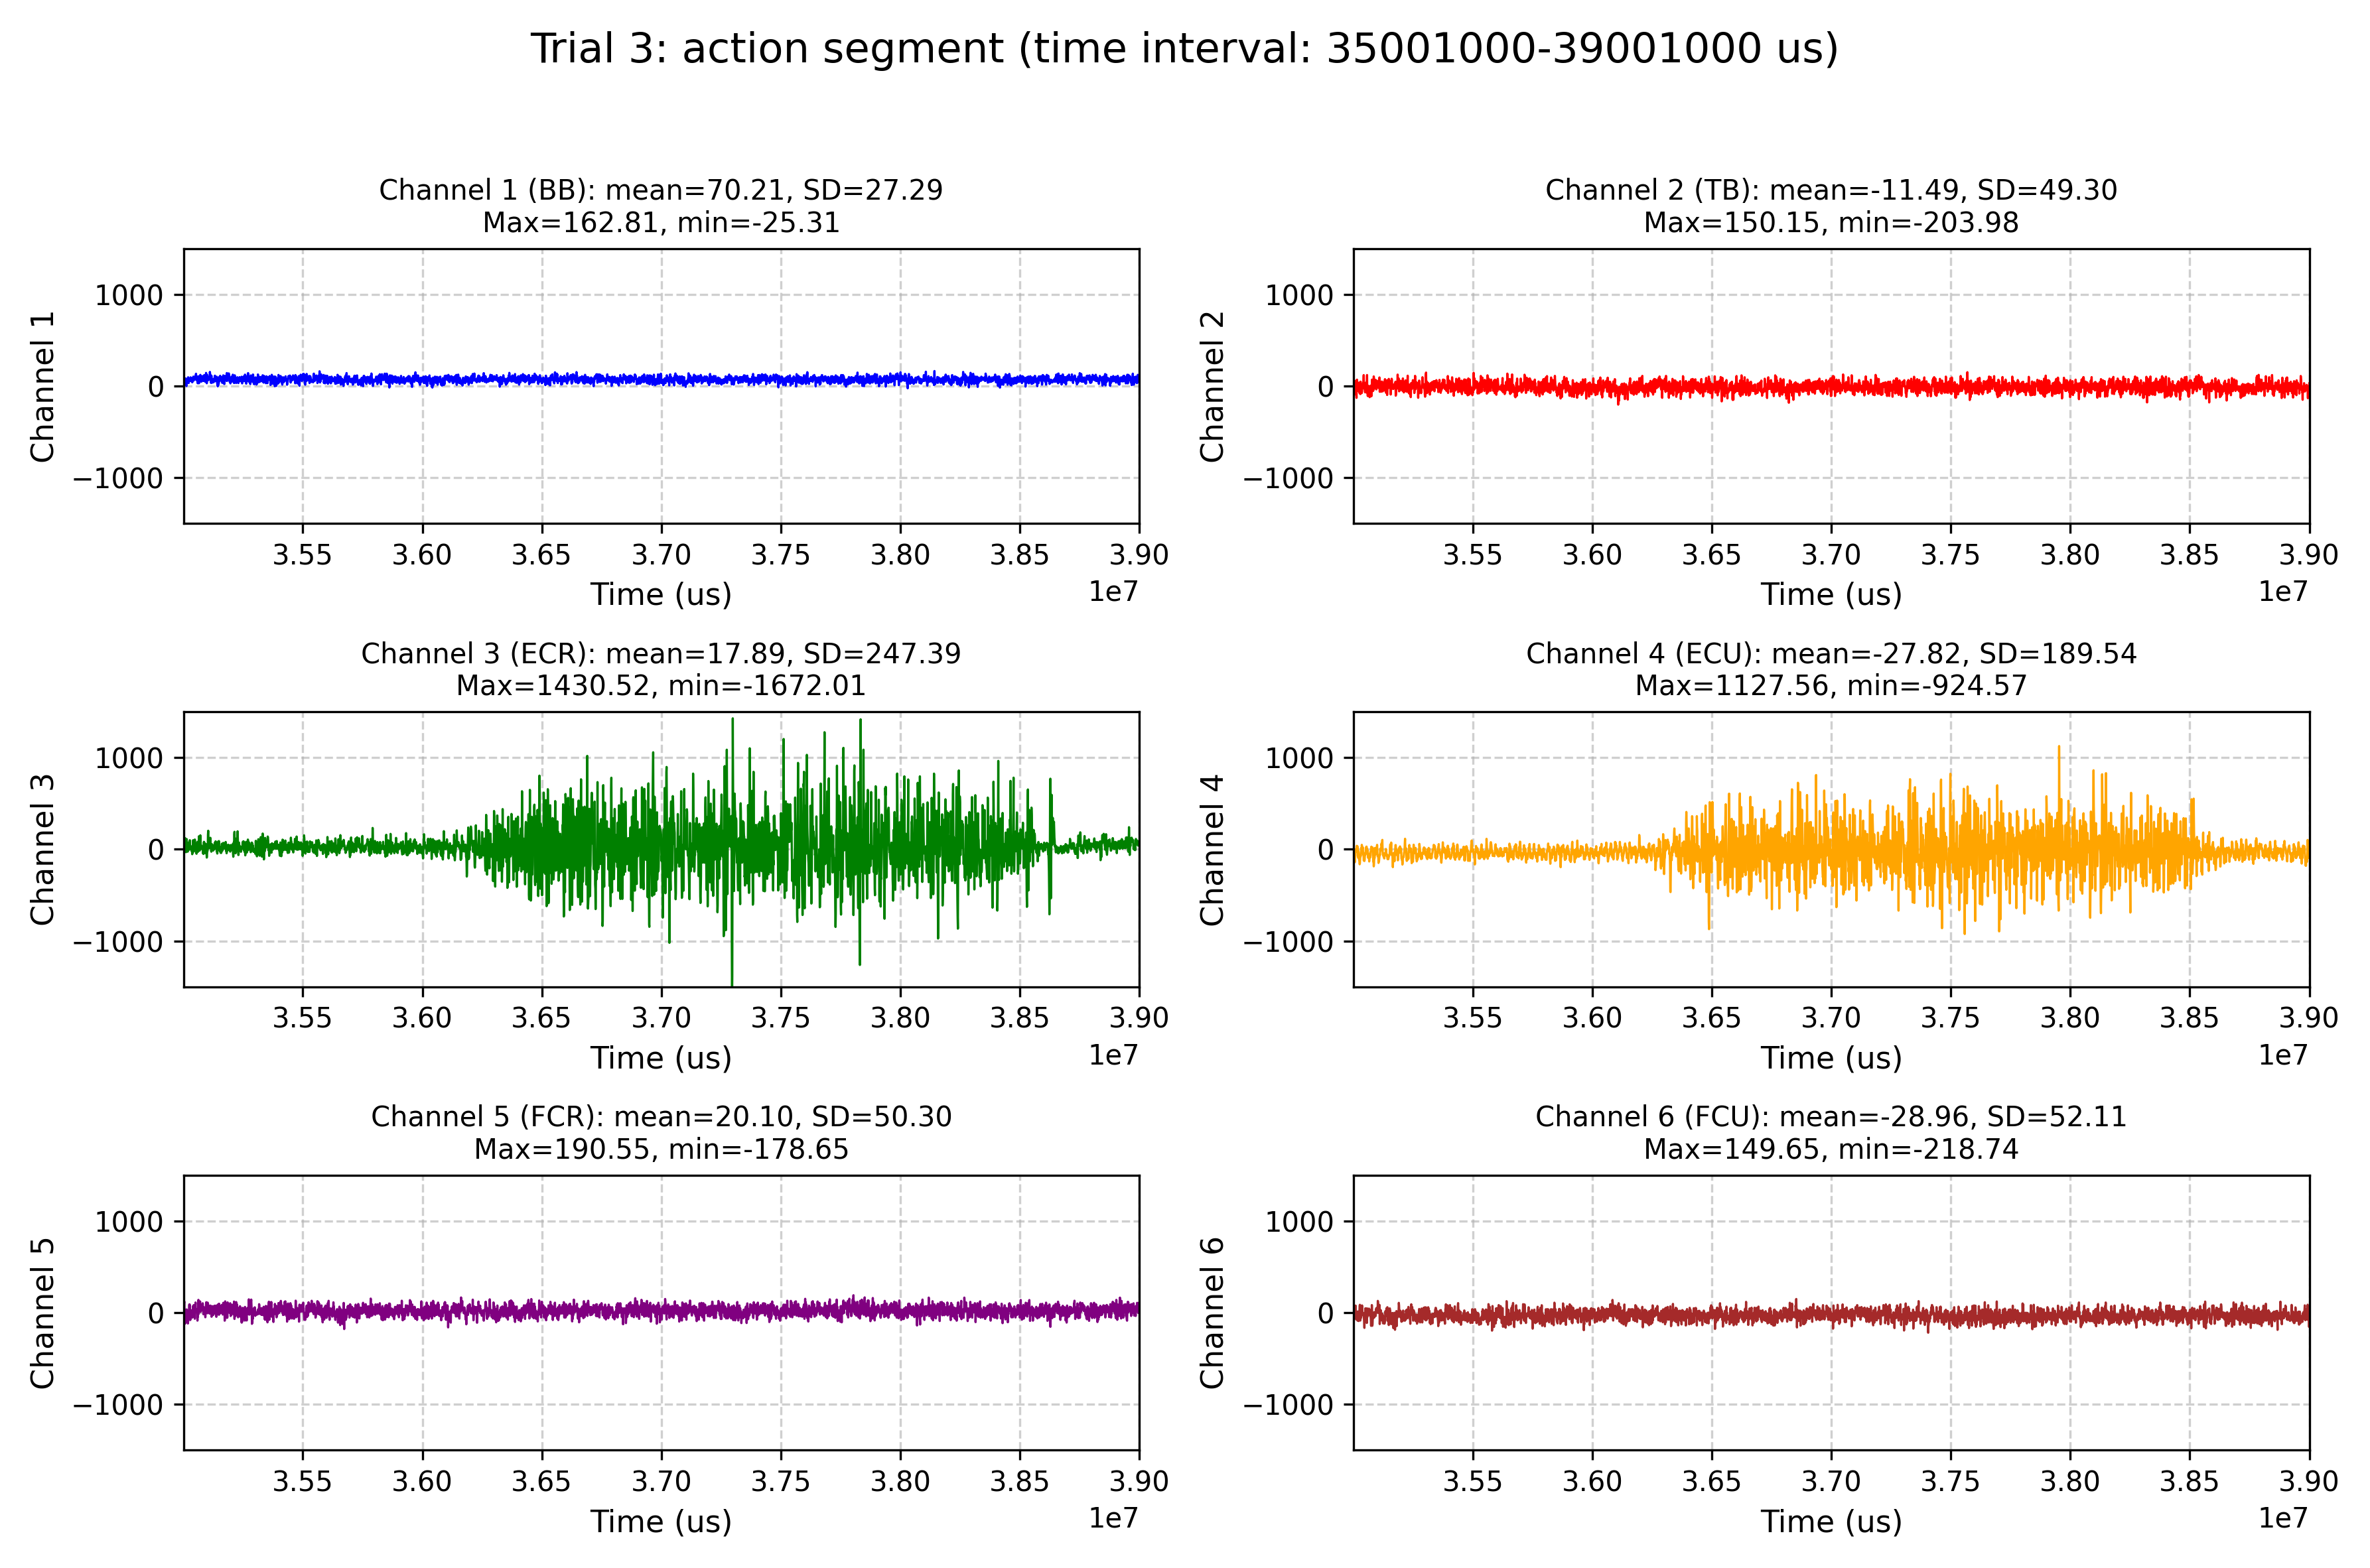 Trial 3: action segment (time interval: 35001000-39001000 us)
Channel 1 (BB): mean=70.21, SD=27.29
Max=162.81, min=-25.31
Channel 1
1000
0
−1000
3.55 3.60 3.65 3.70 3.75 3.80 3.85 3.90
1e7
Time (us)
Channel 2 (TB): mean=-11.49, SD=49.30
Max=150.15, min=-203.98
Channel 2
1000
0
−1000
3.55 3.60 3.65 3.70 3.75 3.80 3.85 3.90
1e7
Time (us)
Channel 3 (ECR): mean=17.89, SD=247.39
Max=1430.52, min=-1672.01
Channel 3
1000
0
−1000
3.55 3.60 3.65 3.70 3.75 3.80 3.85 3.90
1e7
Time (us)
Channel 4 (ECU): mean=-27.82, SD=189.54
Max=1127.56, min=-924.57
Channel 4
1000
0
−1000
3.55 3.60 3.65 3.70 3.75 3.80 3.85 3.90
1e7
Time (us)
Channel 5 (FCR): mean=20.10, SD=50.30
Max=190.55, min=-178.65
Channel 5
1000
0
−1000
3.55 3.60 3.65 3.70 3.75 3.80 3.85 3.90
1e7
Time (us)
Channel 6 (FCU): mean=-28.96, SD=52.11
Max=149.65, min=-218.74
Channel 6
1000
0
−1000
3.55 3.60 3.65 3.70 3.75 3.80 3.85 3.90
1e7
Time (us)